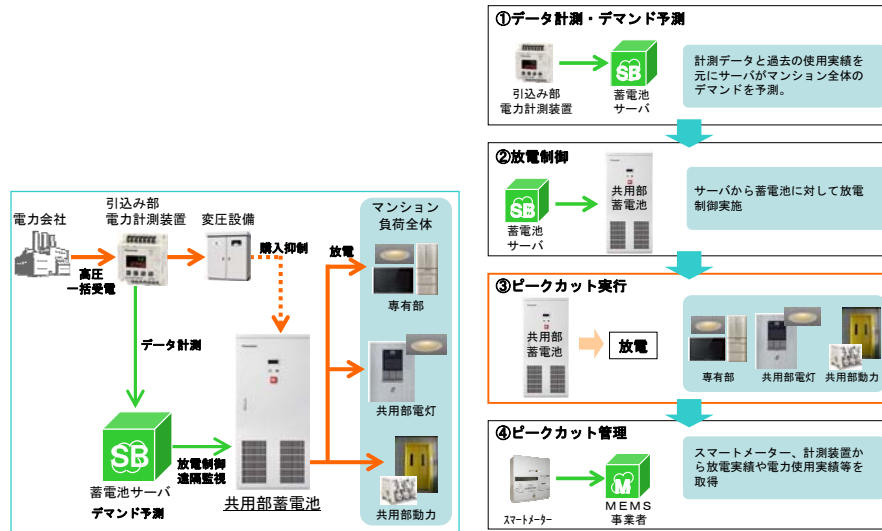 電力会社
引込み部
電力計測装置
変圧設備
高圧
一括受電
購入抑制
データ計測
SB
蓄電池サーバ
デマンド予測
放電制御
遠隔監視
共用部蓄電池
放電
マンション
負荷全体
専有部
共用部電灯
共用部動力
①データ計測・デマンド予測
引込み部
電力計測装置
SB
蓄電池
サーバ
計測データと過去の使用実績を
元にサーバがマンション全体の
デマンドを予測。
②放電制御
SB
蓄電池
サーバ
共用部
蓄電池
サーバから蓄電池に対して放電
制御実施
③ピークカット実行
共用部
蓄電池
放電
専有部
共用部電灯
共用部動力
④ピークカット管理
スマートメーター
M
MEMS
事業者
スマートメーター、計測装置か
ら放電実績や電力使用実績等を
取得